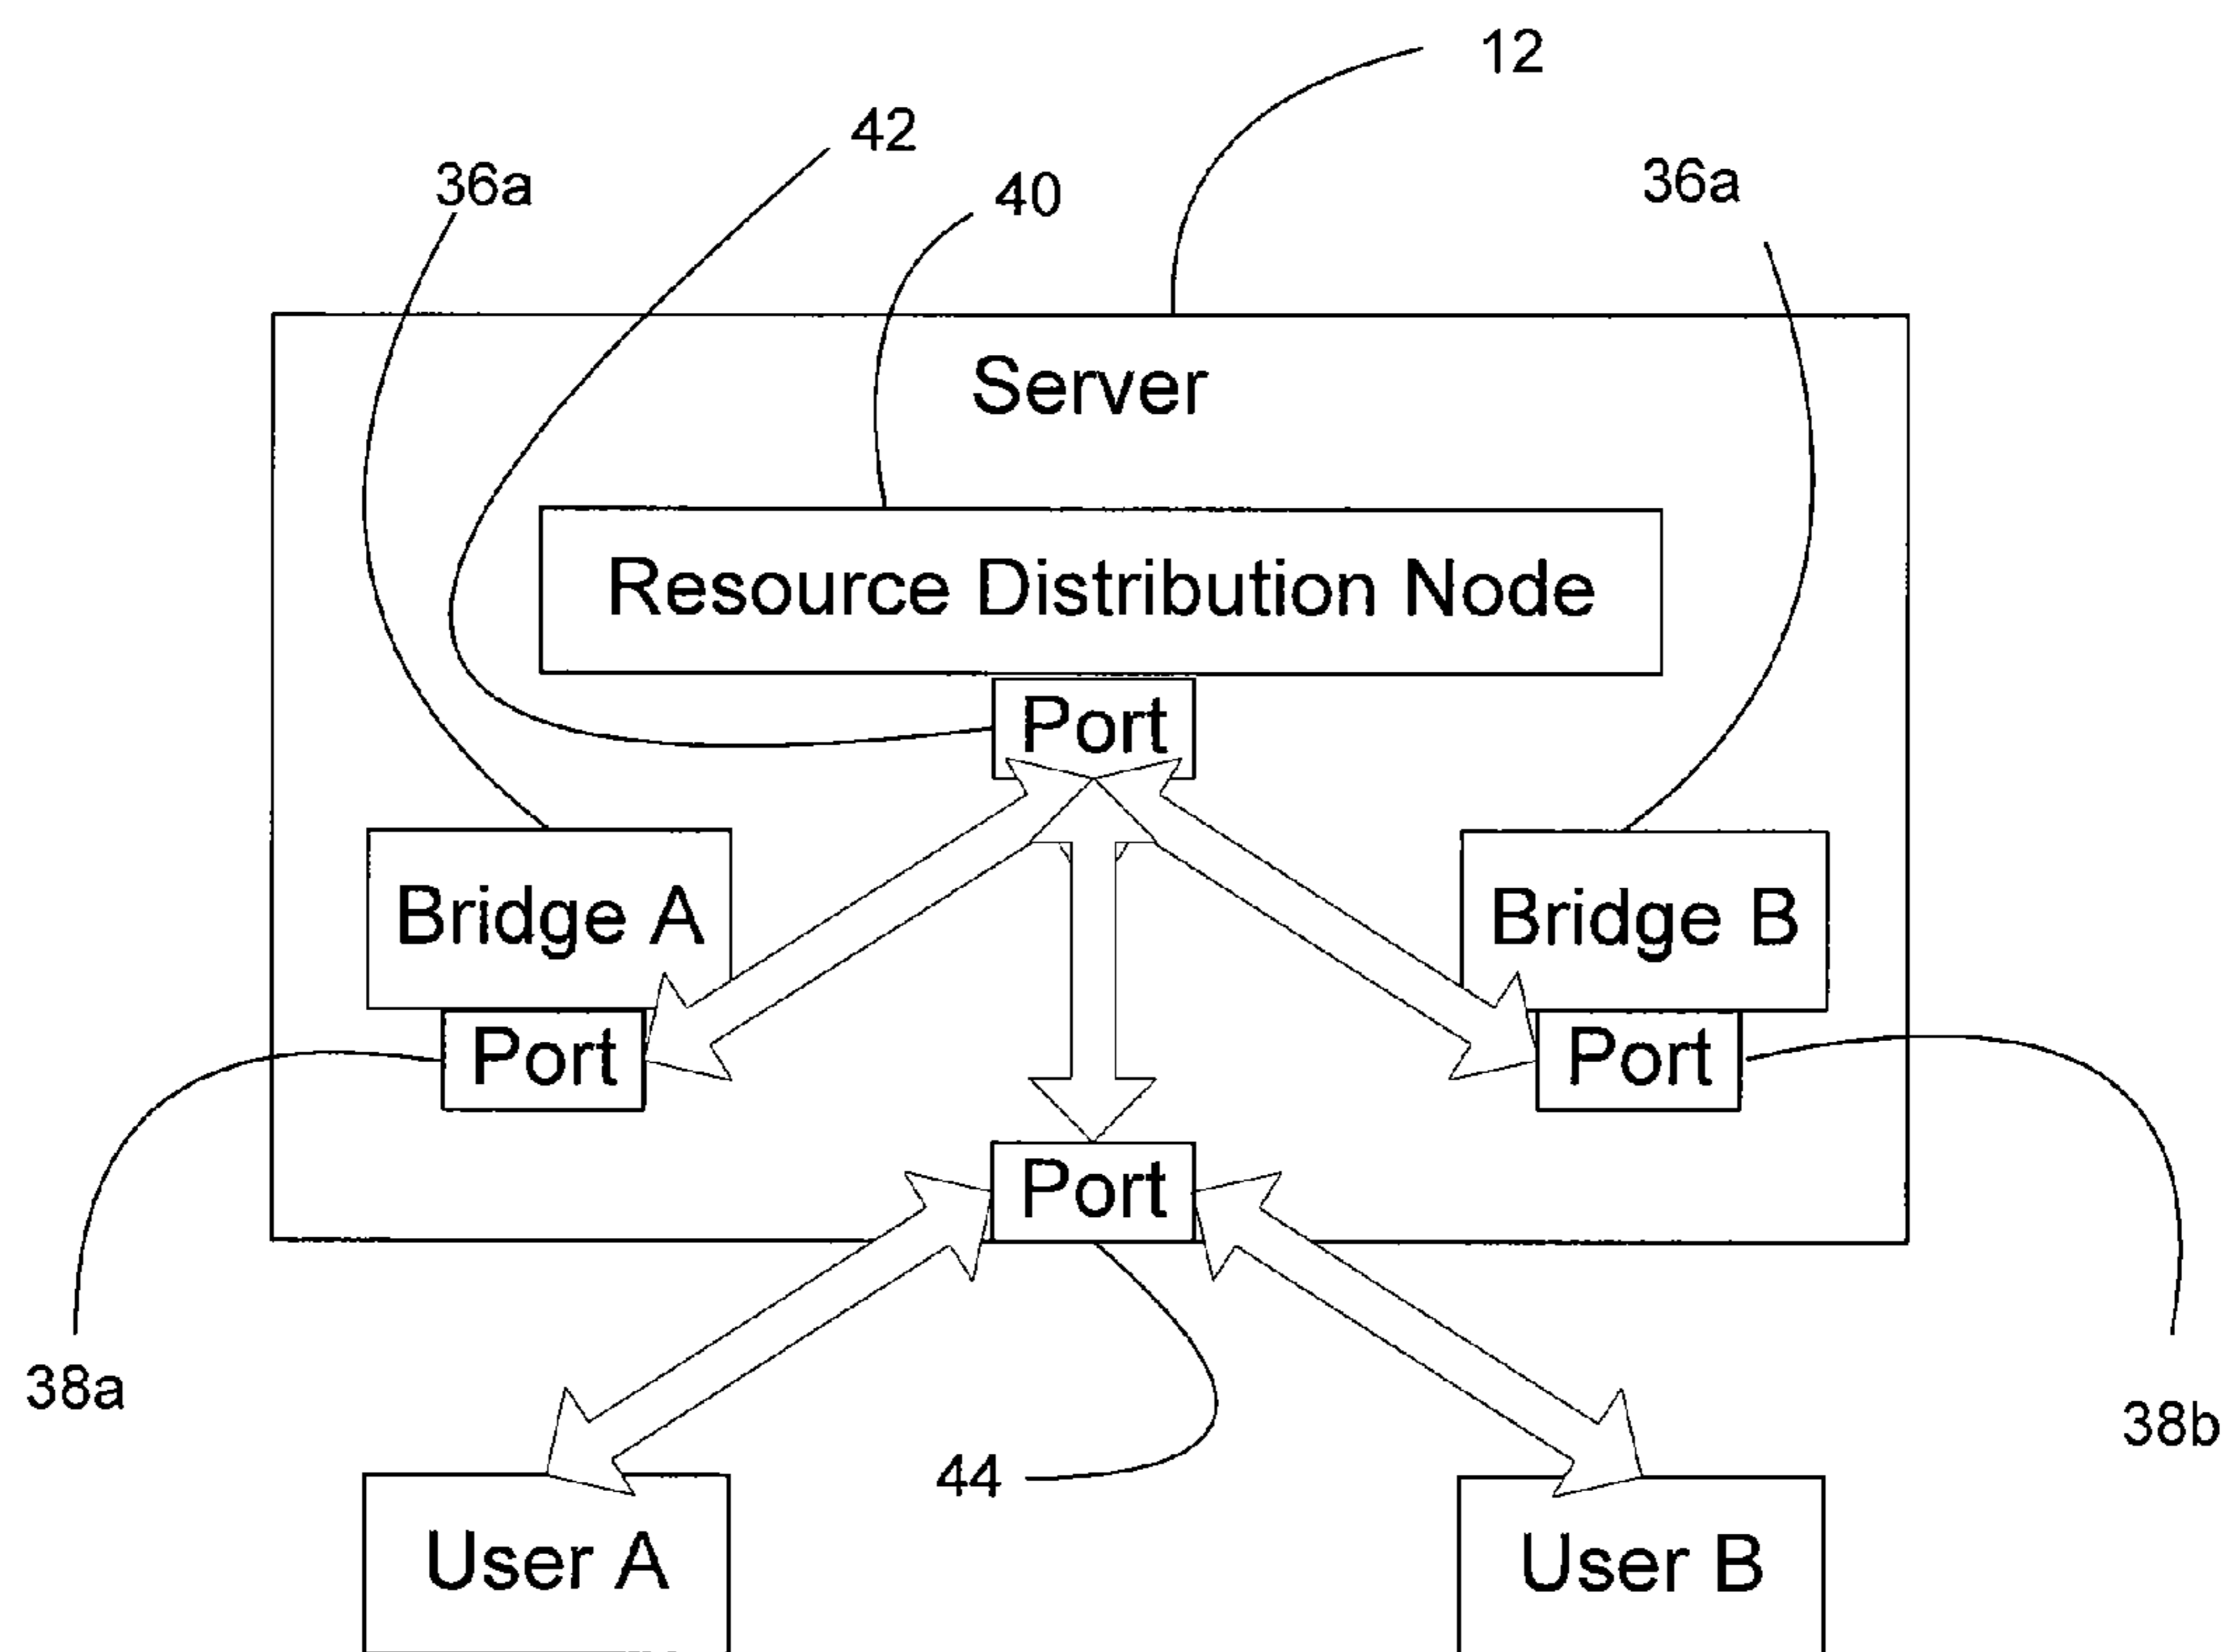 12
42
36a
40
36a
Server
Resource Distribution Node
Port
Bridge A
Bridge B
Port
Port
Port
38a
38b
44
User A
User B